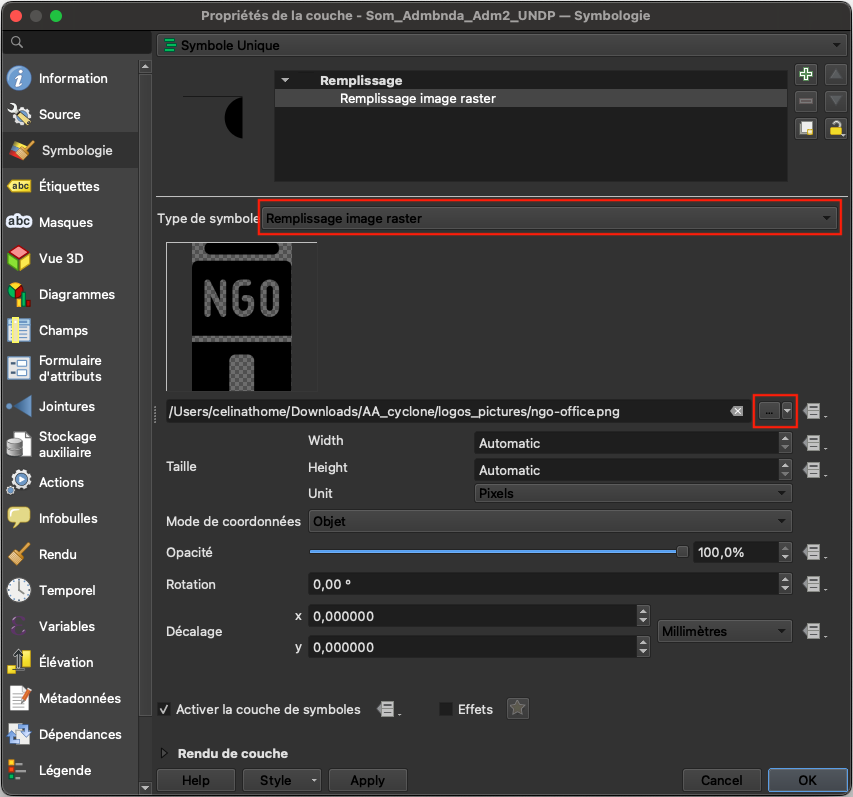 Propriétés de la couche - Som_Admbnda_Adm2_UNDP — Symbologie
Symbole Unique
Information
Source
Symbologie
abc Étiquettes
abc Masques
Vue 3D
Diagrammes
Champs
Formulaire
d'attributs
Jointures
Stockage
auxiliaire
Actions
Infobulles
Rendu
Temporel
Variables
Élévation
Métadonnées
Dépendances
Légende
Remplissage
Remplissage image raster
Type de symbole Remplissage image raster
NGO
/Users/celinathome/Downloads/AA_cyclone/logos_pictures/ngo-office.png ...
Taille
Width Automatic
Height Automatic
Unit Pixels
Mode de coordonnées Objet
Opacité 100,0%
Rotation 0,00 °
Décalage
x 0,000000
y 0,000000
Millimètres
Activer la couche de symboles Effets
Rendu de couche
Help Style Apply Cancel OK